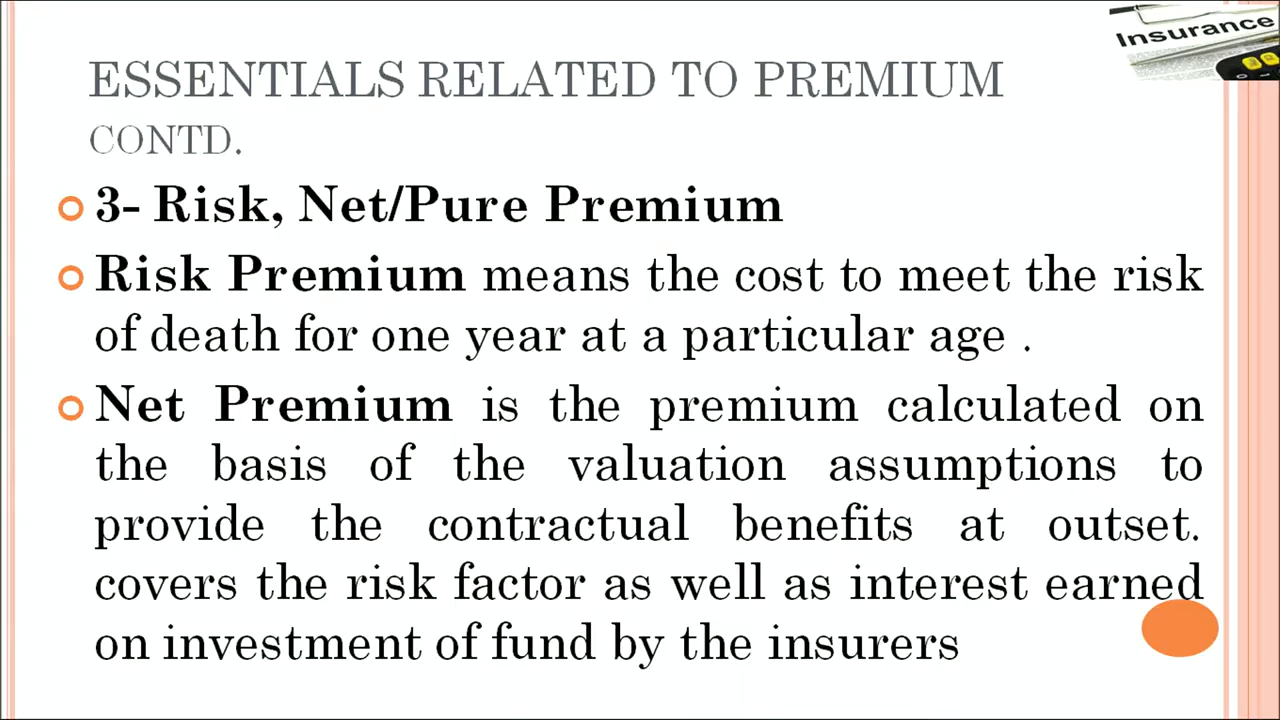 Insurance
ESSENTIALS RELATED TO PREMIUM
CONTD.
3- Risk, Net/Pure Premium
Risk Premium means the cost to meet the risk
of death for one year at a particular age .
Net Premium is the premium calculated on
the basis of the valuation assumptions to
provide the contractual benefits at outset.
covers the risk factor as well as interest earned
on investment of fund by the insurers